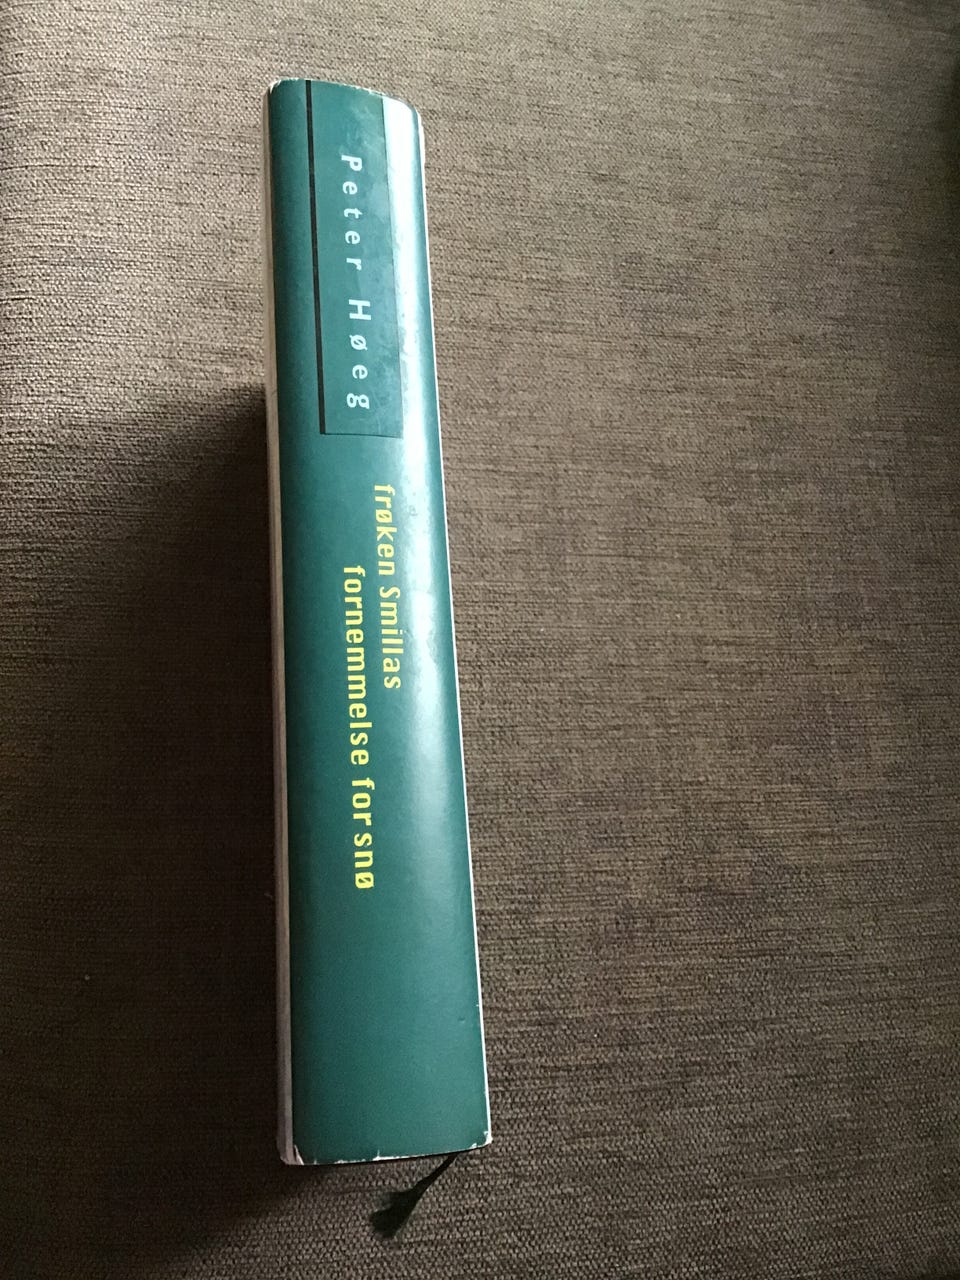 Peter Høeg
frøken Smillas
fornemmelse for snø